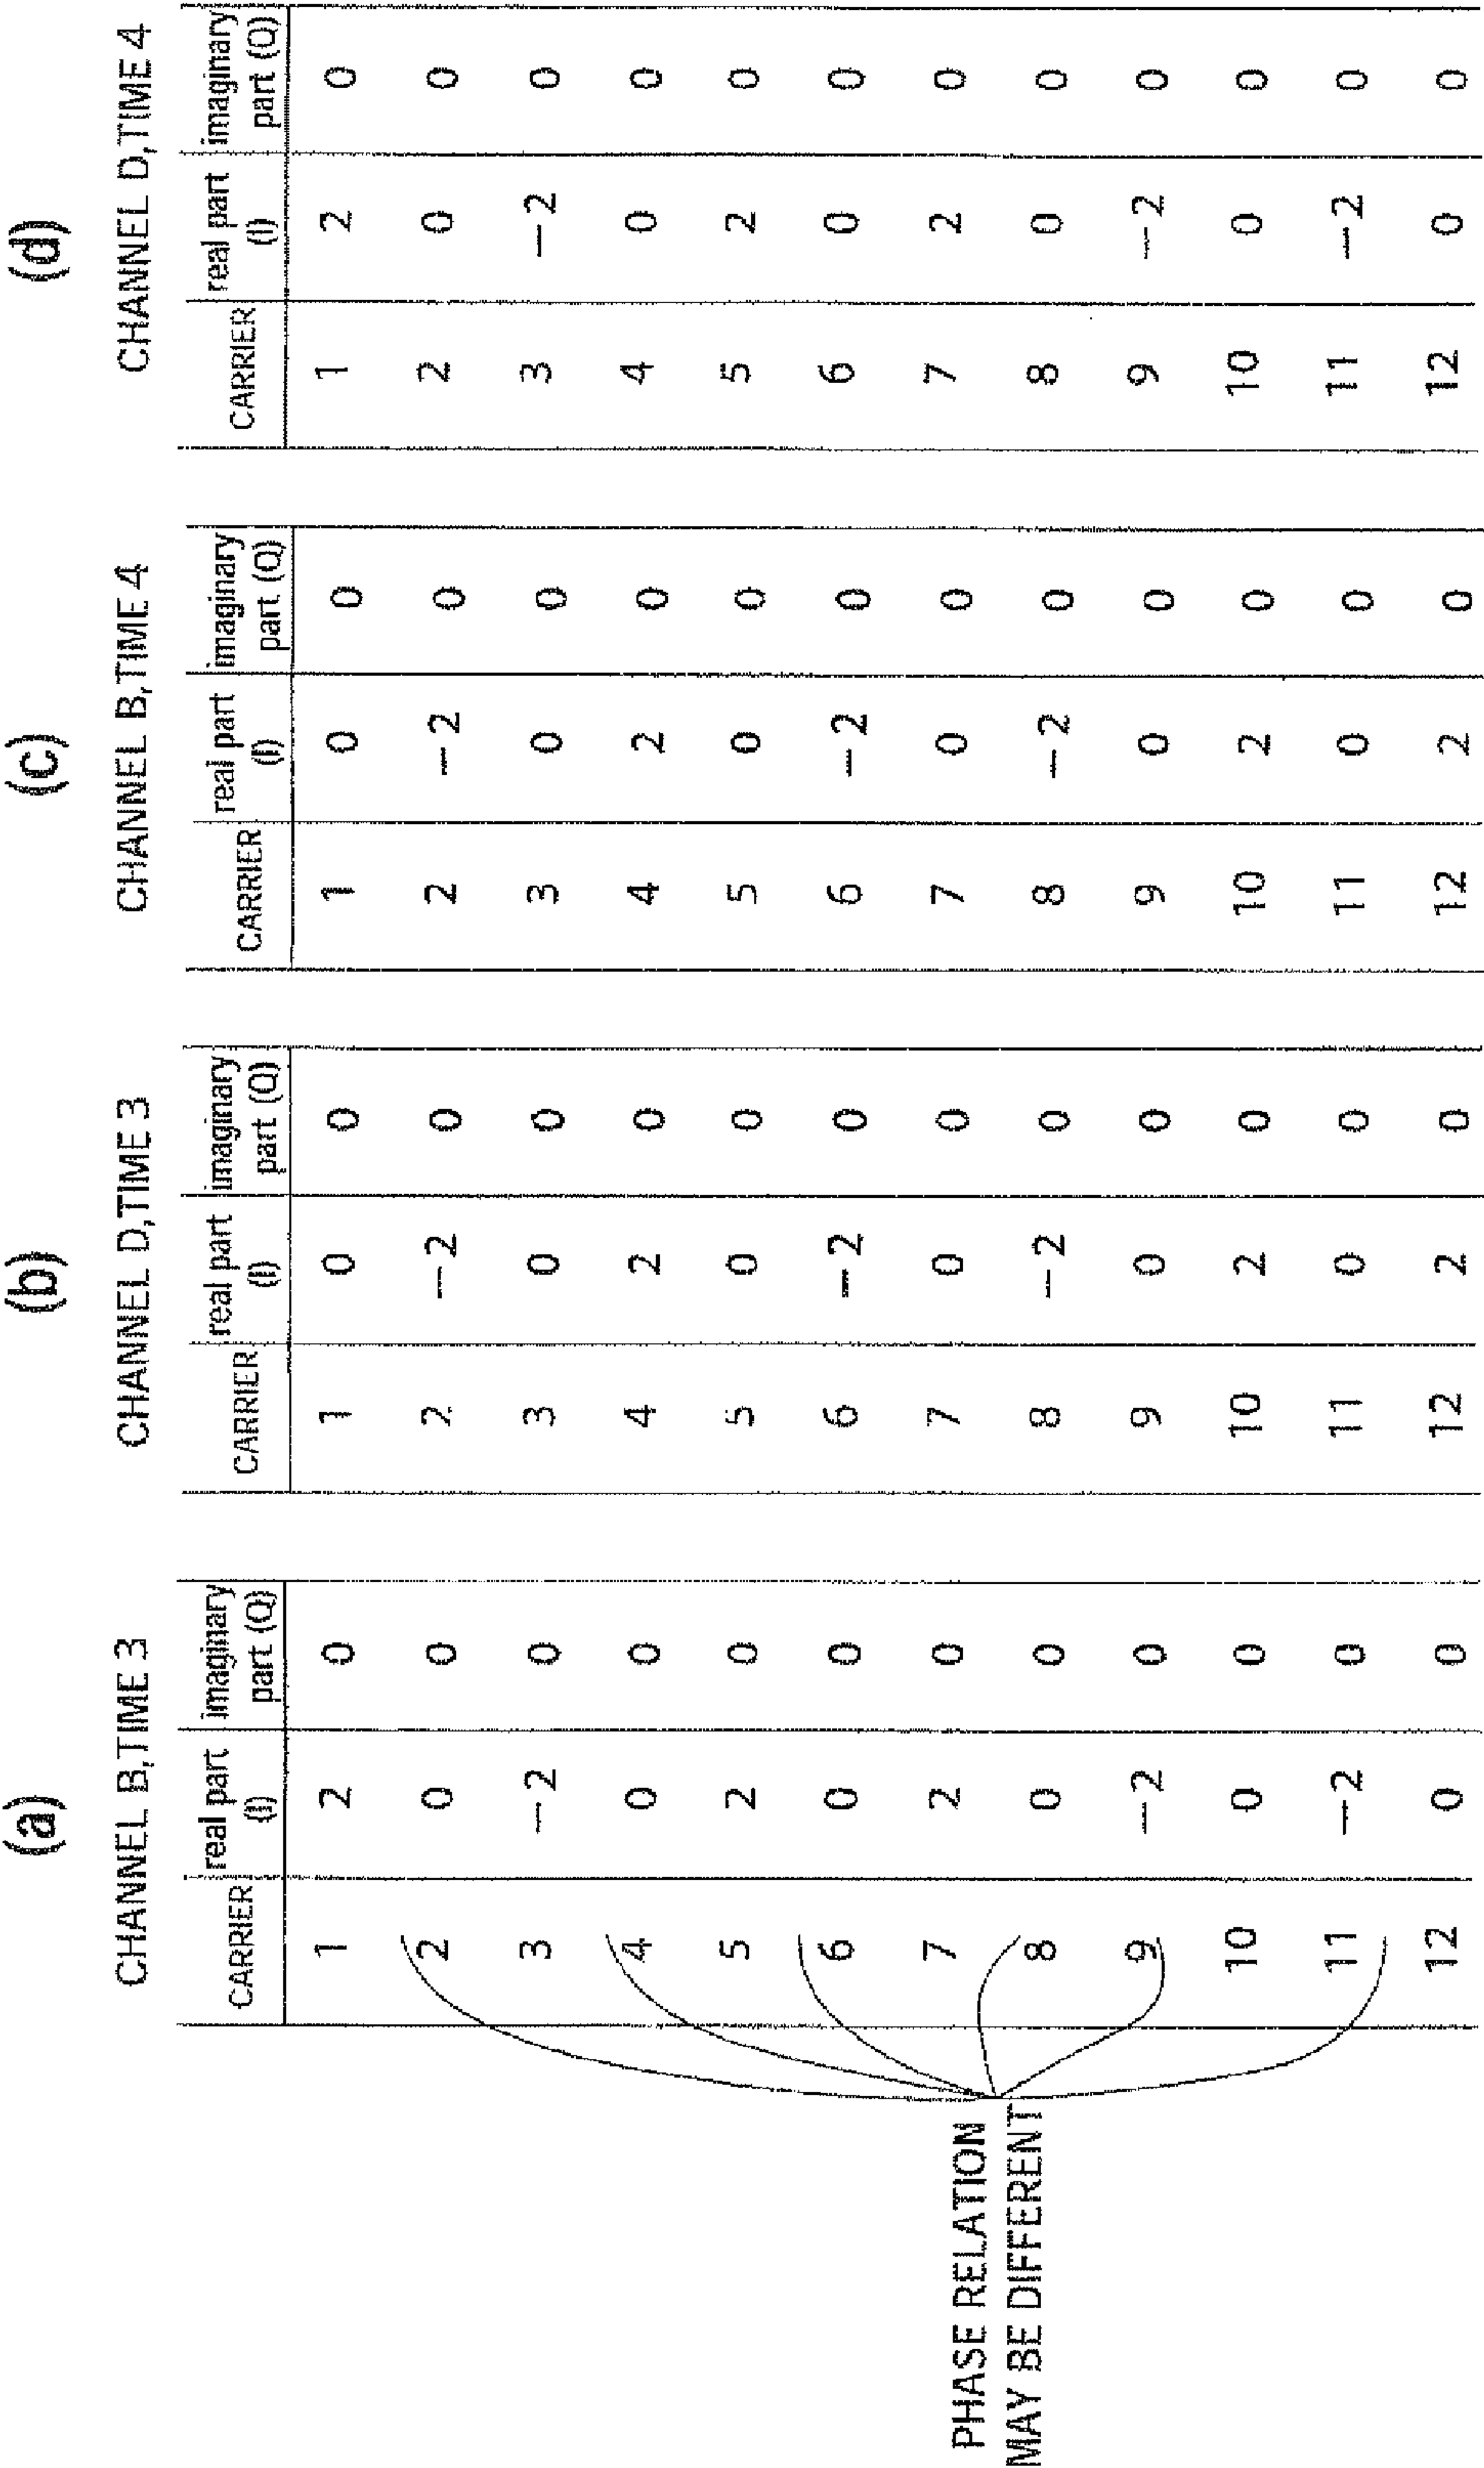 (a)
CHANNEL B,TIME 3
CARRIER real part (I) imaginary part (Q)
1 2 0
2 0 0
3 −2 0
4 0 0
5 2 0
6 0 0
7 2 0
8 0 0
9 −2 0
10 0 0
11 −2 0
12 0 0
PHASE RELATION
MAY BE DIFFERENT
(b)
CHANNEL D,TIME 3
CARRIER real part (I) imaginary part (Q)
1 0 0
2 −2 0
3 0 0
4 2 0
5 0 0
6 −2 0
7 0 0
8 −2 0
9 0 0
10 2 0
11 0 0
12 2 0
(c)
CHANNEL B,TIME 4
CARRIER real part (I) imaginary part (Q)
1 0 0
2 −2 0
3 0 0
4 2 0
5 0 0
6 −2 0
7 0 0
8 −2 0
9 0 0
10 2 0
11 0 0
12 2 0
(d)
CHANNEL D,TIME 4
CARRIER real part (I) imaginary part (Q)
1 2 0
2 0 0
3 −2 0
4 0 0
5 2 0
6 0 0
7 2 0
8 0 0
9 −2 0
10 0 0
11 −2 0
12 0 0